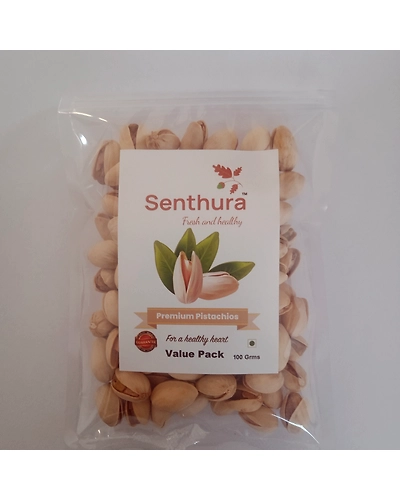 Senthura™
Fresh and healthy
Premium Pistachios
For a healthy heart
Value Pack
100 Grms